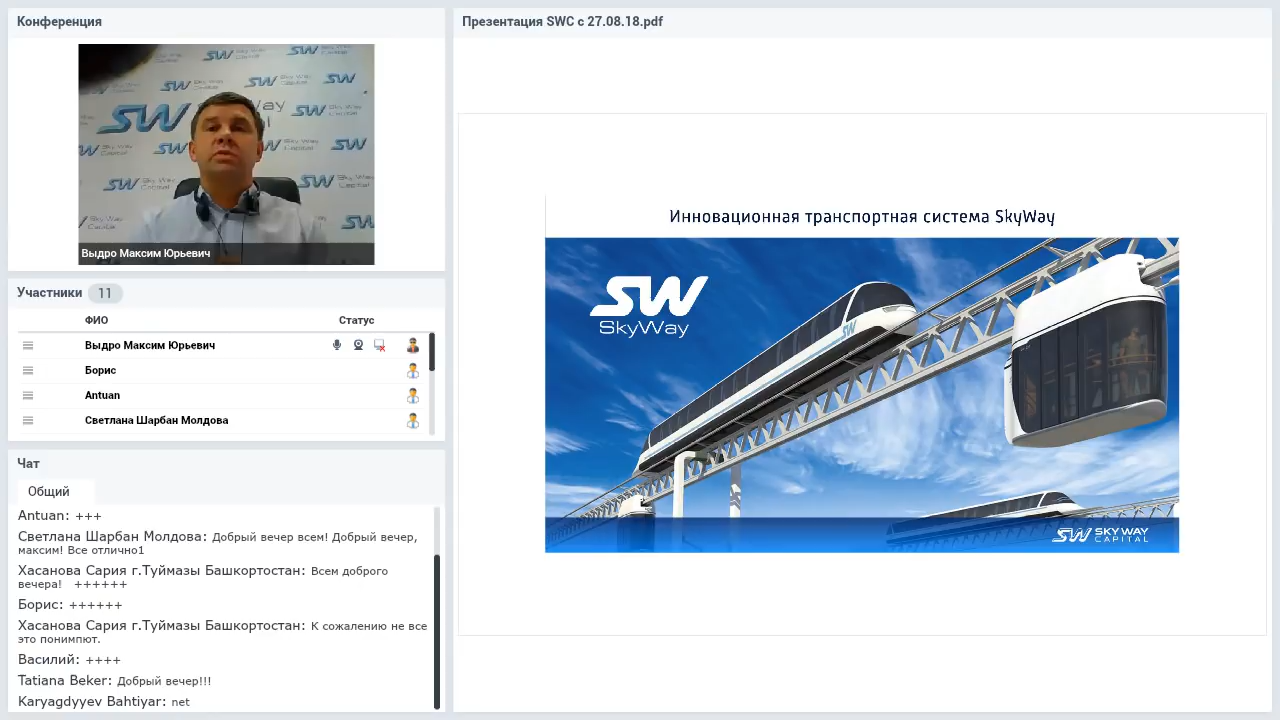 Конференция
Выдро Максим Юрьевич
Участники 11
ФИО Статус
Выдро Максим Юрьевич
Борис
Antuan
Светлана Шарбан Молдова
Чат
Общий
Antuan: +++
Светлана Шарбан Молдова: Добрый вечер всем! Добрый вечер,
максим! Все отлично1
Хасанова Сария г.Туймазы Башкортостан: Всем доброго
вечера! ++++++
Борис: ++++++
Хасанова Сария г.Туймазы Башкортостан: К сожалению не все
это понимпют.
Василий: ++++
Tatiana Beker: Добрый вечер!!!
Karyagdyyev Bahtiyar: net
Презентация SWC с 27.08.18.pdf
Инновационная транспортная система SkyWay
SW
SkyWay
SW
SW SKY WAY
CAPITAL